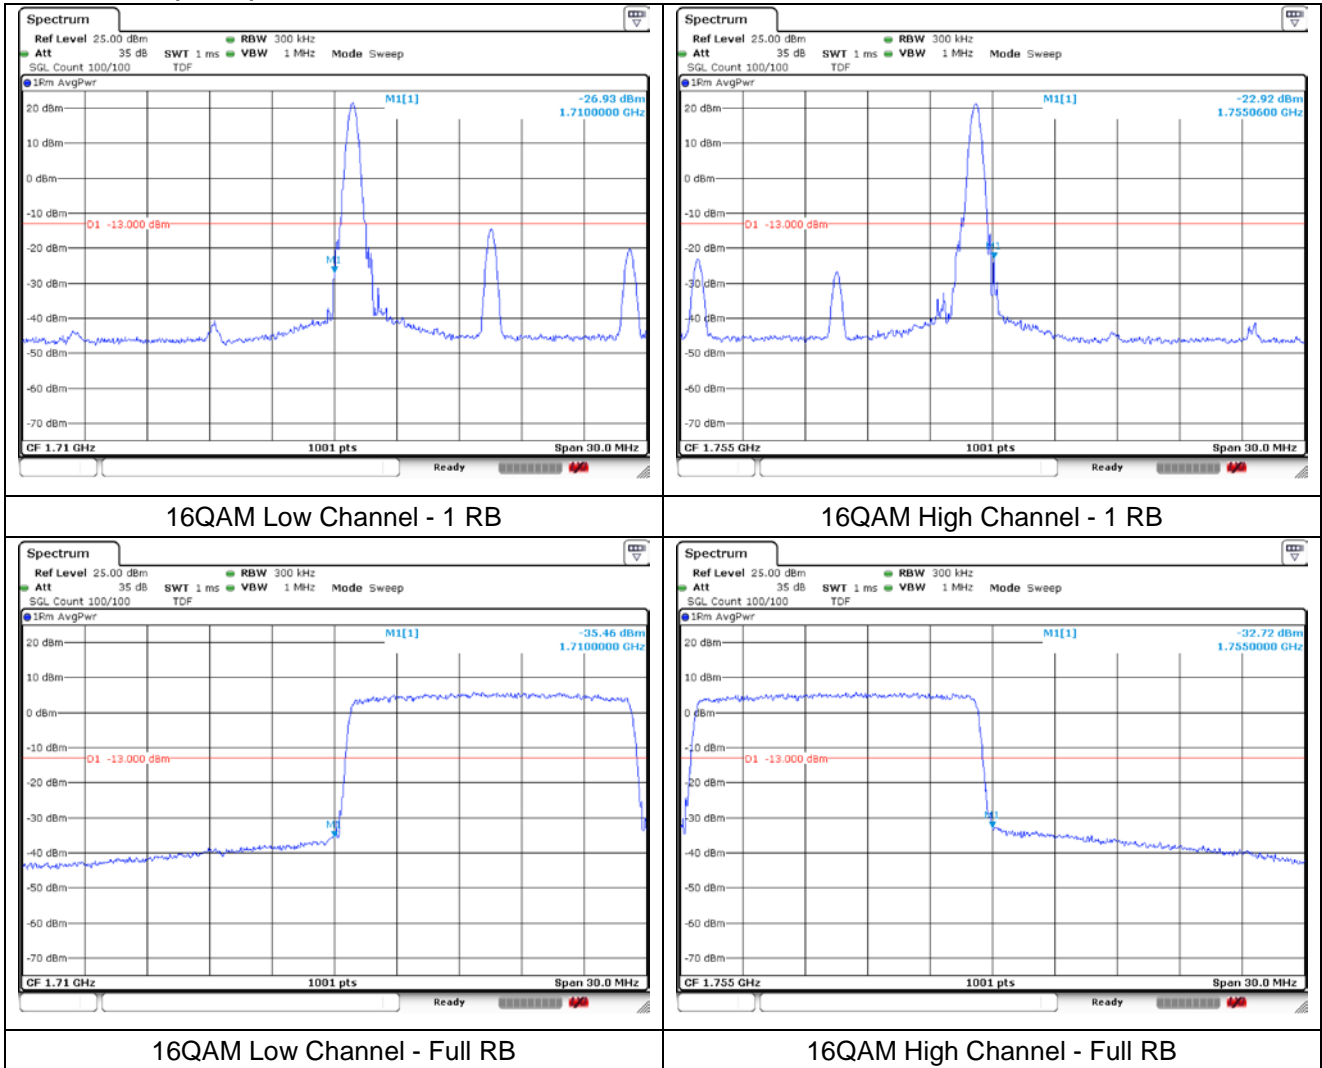 Spectrum
Ref Level 25.00 dBm RBW 300 kHz
Att 35 dB SWT 1 ms VBW 1 MHz Mode Sweep
SGL Count 100/100 TDF
1Rm AvgPwr
M1[1] -26.93 dBm
1.7100000 GHz
20 dBm
10 dBm
0 dBm
-10 dBm
D1 -13.000 dBm
-20 dBm
M1
-30 dBm
-40 dBm
-50 dBm
-60 dBm
-70 dBm
CF 1.71 GHz 1001 pts Span 30.0 MHz
Ready
16QAM Low Channel - 1 RB
Spectrum
Ref Level 25.00 dBm RBW 300 kHz
Att 35 dB SWT 1 ms VBW 1 MHz Mode Sweep
SGL Count 100/100 TDF
1Rm AvgPwr
M1[1] -22.92 dBm
1.7550600 GHz
20 dBm
10 dBm
0 dBm
-10 dBm
D1 -13.000 dBm
-20 dBm
M1
-30 dBm
-40 dBm
-50 dBm
-60 dBm
-70 dBm
CF 1.755 GHz 1001 pts Span 30.0 MHz
Ready
16QAM High Channel - 1 RB
Spectrum
Ref Level 25.00 dBm RBW 300 kHz
Att 35 dB SWT 1 ms VBW 1 MHz Mode Sweep
SGL Count 100/100 TDF
1Rm AvgPwr
M1[1] -35.46 dBm
1.7100000 GHz
20 dBm
10 dBm
0 dBm
-10 dBm
D1 -13.000 dBm
-20 dBm
-30 dBm
M1
-40 dBm
-50 dBm
-60 dBm
-70 dBm
CF 1.71 GHz 1001 pts Span 30.0 MHz
Ready
16QAM Low Channel - Full RB
Spectrum
Ref Level 25.00 dBm RBW 300 kHz
Att 35 dB SWT 1 ms VBW 1 MHz Mode Sweep
SGL Count 100/100 TDF
1Rm AvgPwr
M1[1] -32.72 dBm
1.7550000 GHz
20 dBm
10 dBm
0 dBm
-10 dBm
D1 -13.000 dBm
-20 dBm
-30 dBm
M1
-40 dBm
-50 dBm
-60 dBm
-70 dBm
CF 1.755 GHz 1001 pts Span 30.0 MHz
Ready
16QAM High Channel - Full RB